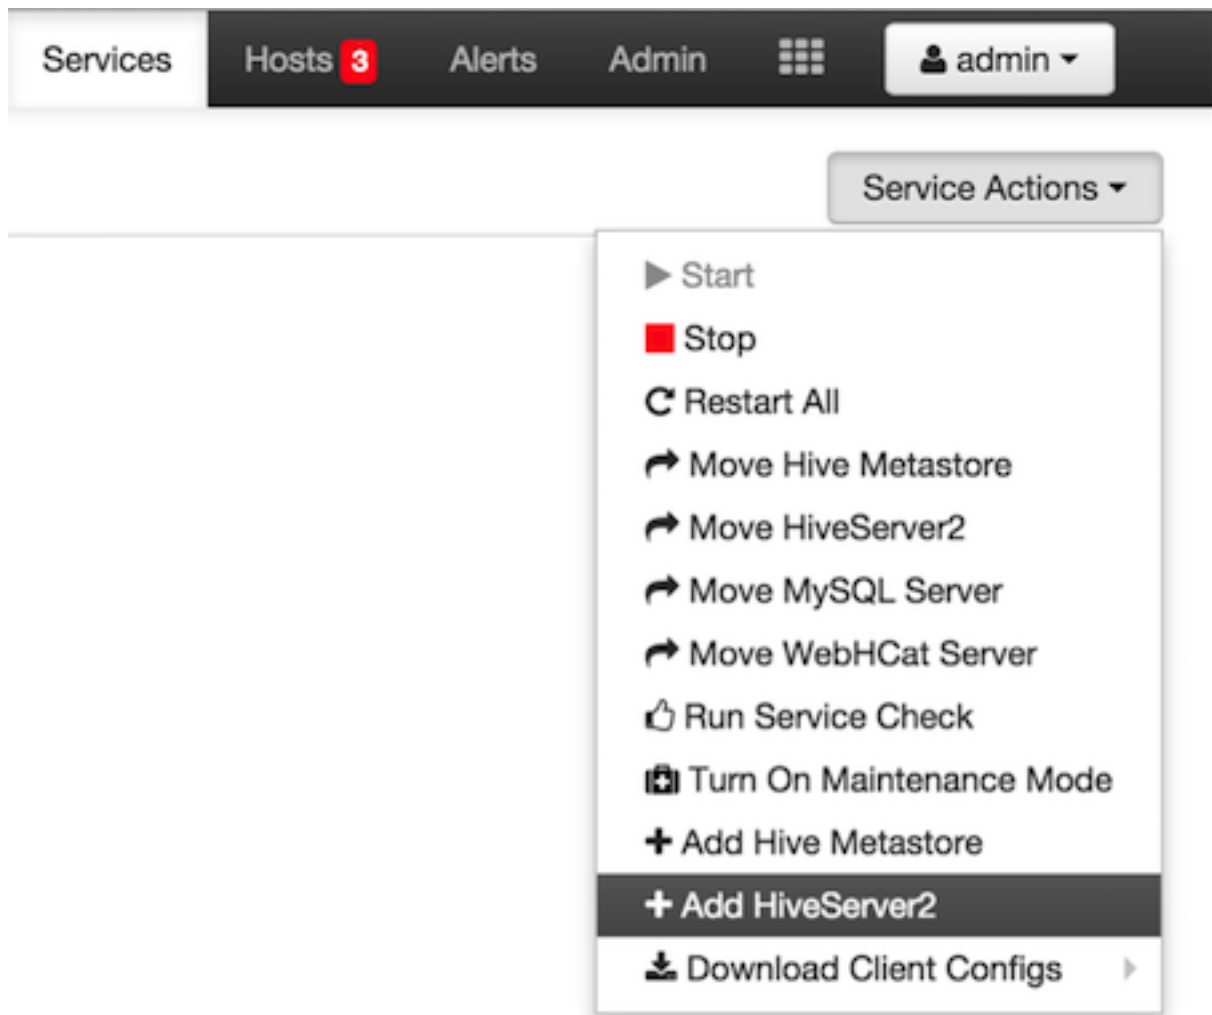 Services Hosts 3 Alerts Admin admin
Service Actions
Start
Stop
Restart All
Move Hive Metastore
Move HiveServer2
Move MySQL Server
Move WebHCat Server
Run Service Check
Turn On Maintenance Mode
Add Hive Metastore
Add HiveServer2
Download Client Configs